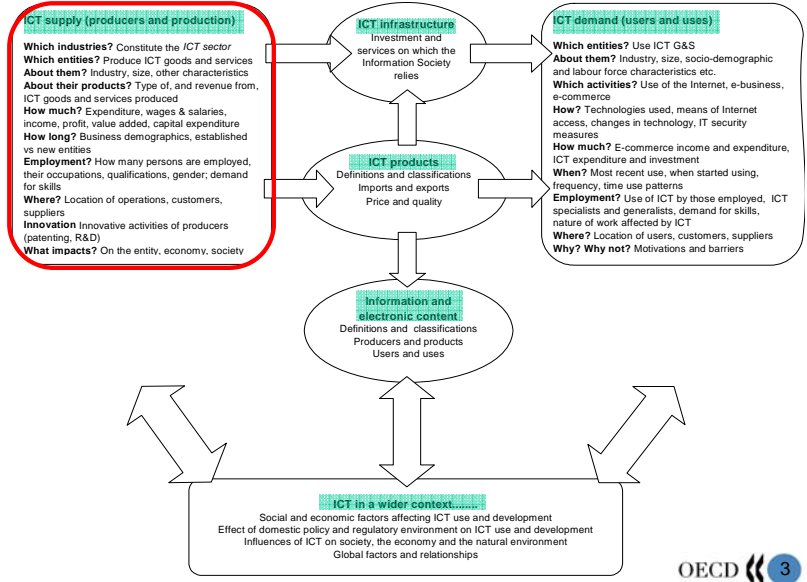 ICT supply (producers and production)
Which industries? Constitute the ICT sector
Which entities? Produce ICT goods and services
About them? Industry, size, other characteristics
About their products? Type of, and revenue from,
ICT goods and services produced
How much? Expenditure, wages & salaries,
income, profit, value added, capital expenditure
How long? Business demographics, established
vs new entities
Employment? How many persons are employed,
their occupations, qualifications, gender; demand
for skills
Where? Location of operations, customers,
suppliers
Innovation Innovative activities of producers
(patenting, R&D)
What impacts? On the entity, economy, society
ICT infrastructure
Investment and
services on which the
Information Society
relies
ICT products
Definitions and classifications
Imports and exports
Price and quality
Information and
electronic content
Definitions and classifications
Producers and products
Users and uses
ICT demand (users and uses)
Which entities? Use ICT G&S
About them? Industry, size, socio-demographic
and labour force characteristics etc.
Which activities? Use of the Internet, e-business,
e-commerce
How? Technologies used, means of Internet
access, changes in technology, IT security
measures
How much? E-commerce income and expenditure,
ICT expenditure and investment
When? Most recent use, when started using,
frequency, time use patterns
Employment? Use of ICT by those employed, ICT
specialists and generalists, demand for skills,
nature of work affected by ICT
Where? Location of users, customers, suppliers
Why? Why not? Motivations and barriers
ICT in a wider context........
Social and economic factors affecting ICT use and development
Effect of domestic policy and regulatory environment on ICT use and development
Influences of ICT on society, the economy and the natural environment
Global factors and relationships
OECD 3